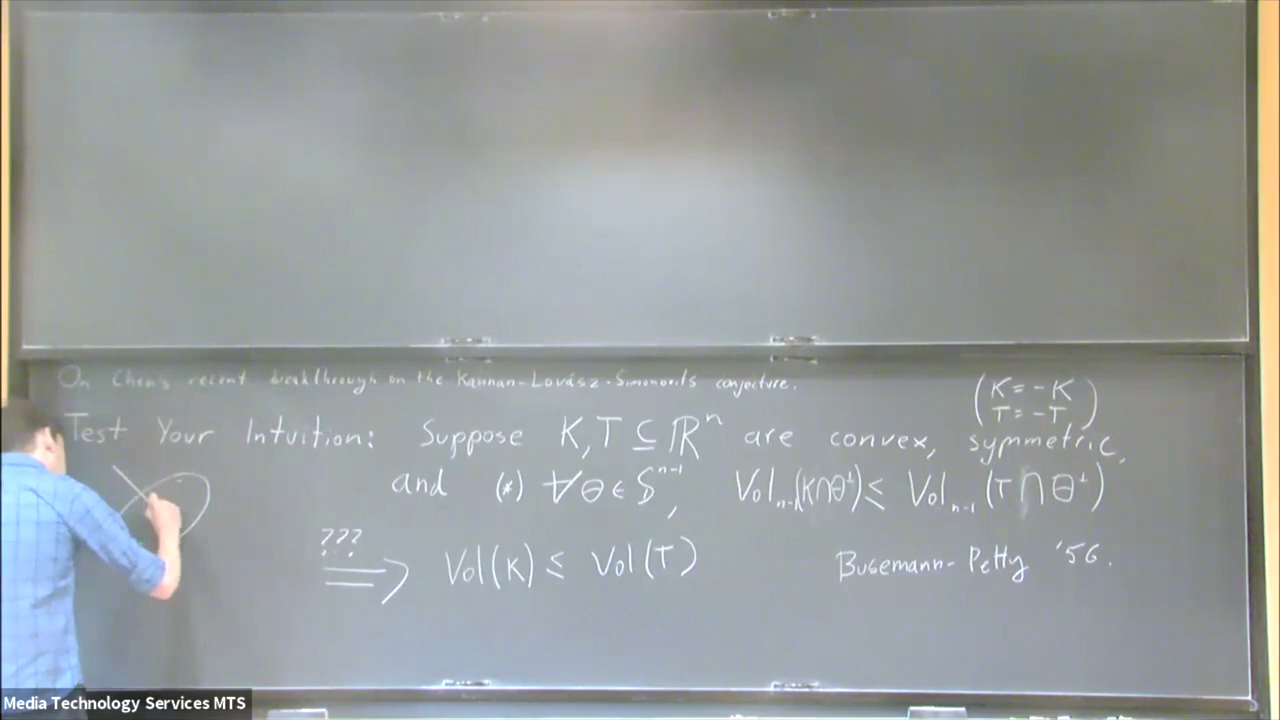 On Chen's recent breakthrough on the Kannan-Lovász-Simonovits conjecture.
(K = -K
T = -T)
Test Your Intuition: Suppose K, T ⊆ ℝⁿ are convex, symmetric,
and (*) ∀θ ∈ Sⁿ⁻¹, Volₙ₋₁(K∩θ⊥) ≤ Volₙ₋₁(T∩θ⊥)
???
⟹ Vol(K) ≤ Vol(T) Busemann-Petty '56.
Media Technology Services MTS